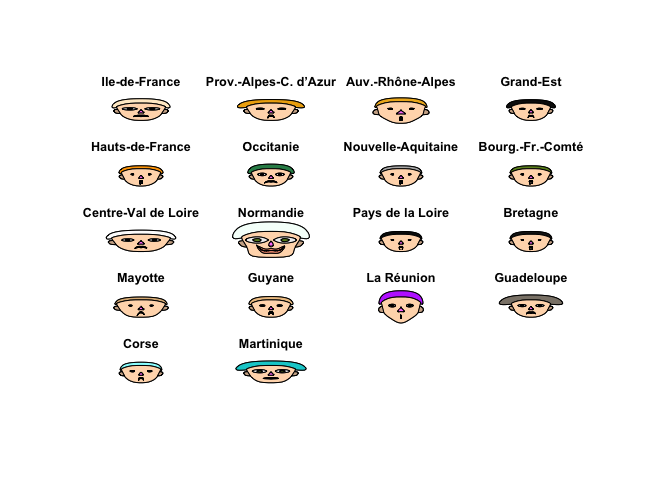 Ile-de-France
Prov.-Alpes-C. d'Azur
Auv.-Rhône-Alpes
Grand-Est
Hauts-de-France
Occitanie
Nouvelle-Aquitaine
Bourg.-Fr.-Comté
Centre-Val de Loire
Normandie
Pays de la Loire
Bretagne
Mayotte
Guyane
La Réunion
Guadeloupe
Corse
Martinique